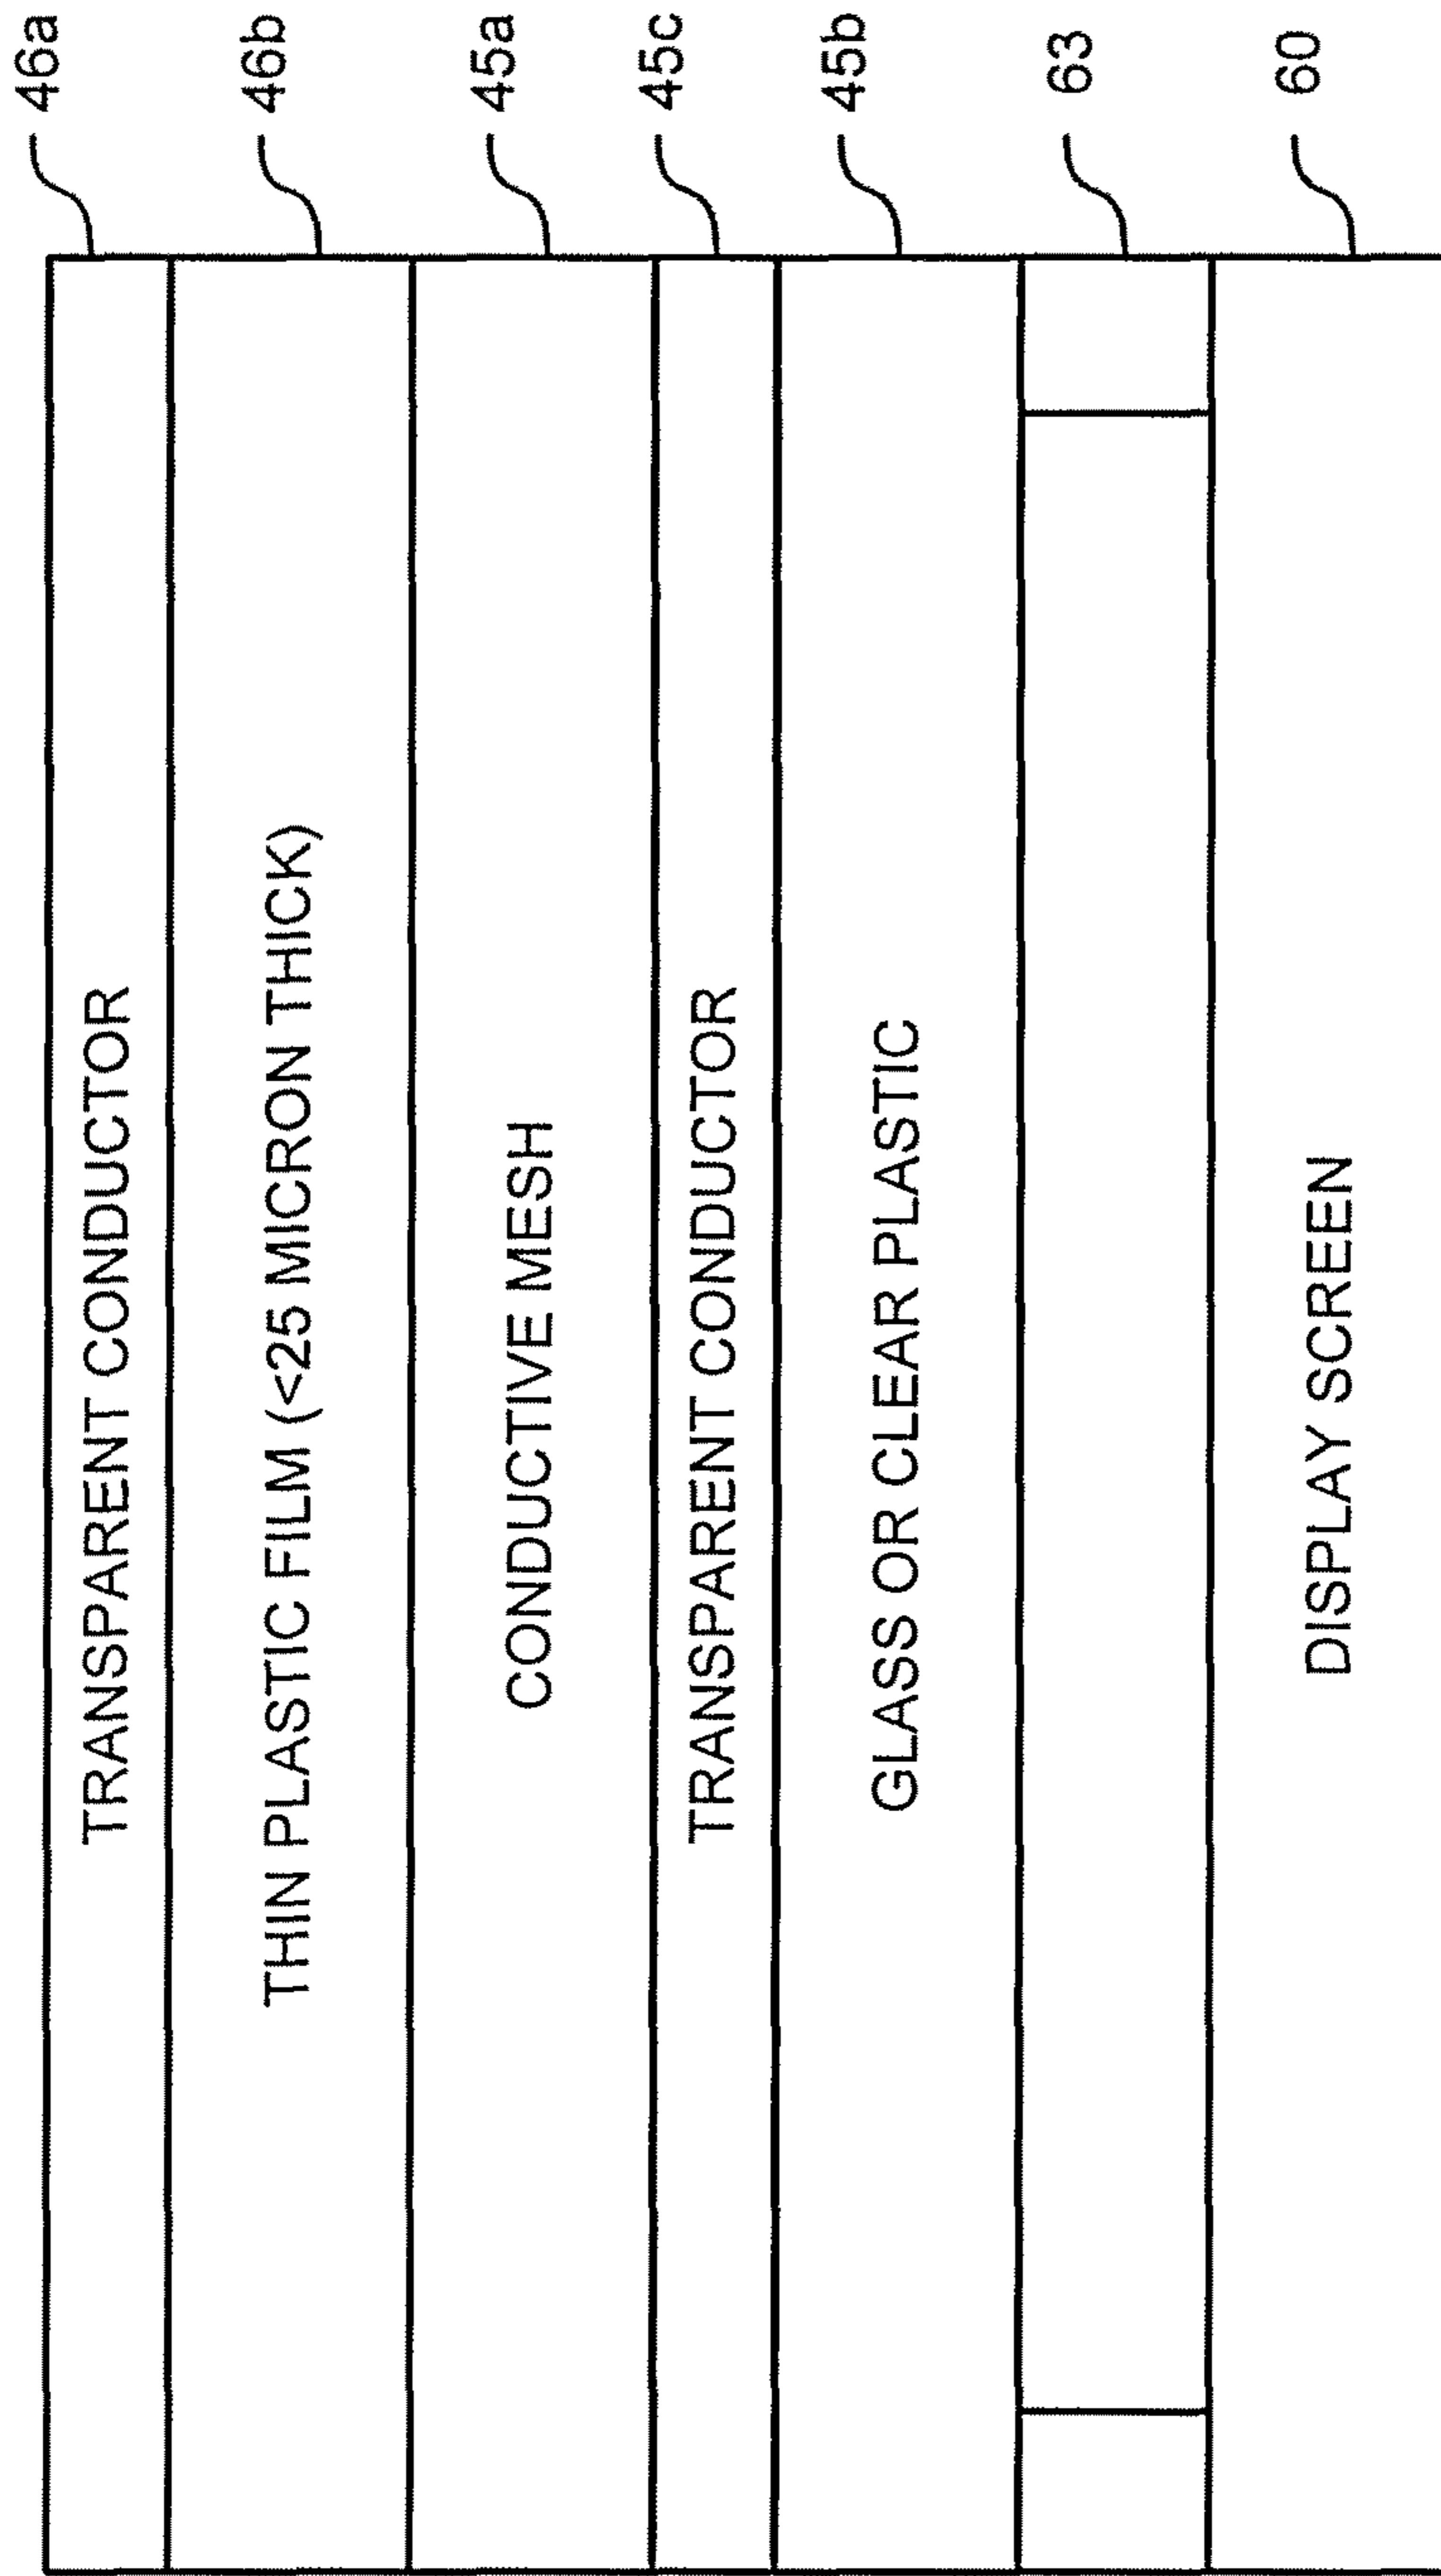 46a
TRANSPARENT CONDUCTOR
46b
THIN PLASTIC FILM (<25 MICRON THICK)
45a
CONDUCTIVE MESH
45c
TRANSPARENT CONDUCTOR
45b
GLASS OR CLEAR PLASTIC
63
60
DISPLAY SCREEN